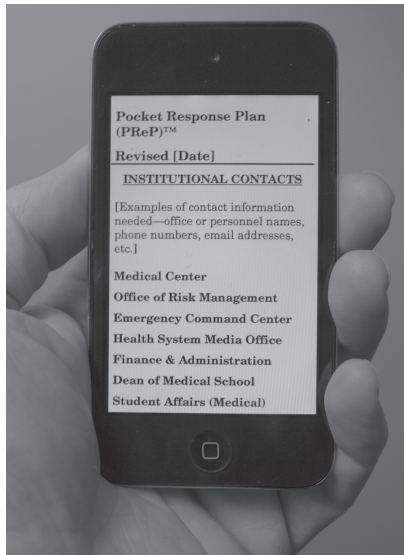 Pocket Response Plan
(PReP)™
Revised [Date]
INSTITUTIONAL CONTACTS
[Examples of contact information
needed—office or personnel names,
phone numbers, email addresses,
etc.]
Medical Center
Office of Risk Management
Emergency Command Center
Health System Media Office
Finance & Administration
Dean of Medical School
Student Affairs (Medical)